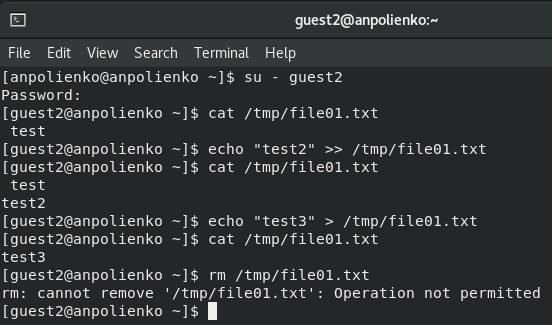 guest2@anpolienko:~
File Edit View Search Terminal Help
[anpolienko@anpolienko ~]$ su - guest2
Password:
[guest2@anpolienko ~]$ cat /tmp/file01.txt
 test
[guest2@anpolienko ~]$ echo "test2" >> /tmp/file01.txt
[guest2@anpolienko ~]$ cat /tmp/file01.txt
 test
test2
[guest2@anpolienko ~]$ echo "test3" > /tmp/file01.txt
[guest2@anpolienko ~]$ cat /tmp/file01.txt
test3
[guest2@anpolienko ~]$ rm /tmp/file01.txt
rm: cannot remove '/tmp/file01.txt': Operation not permitted
[guest2@anpolienko ~]$